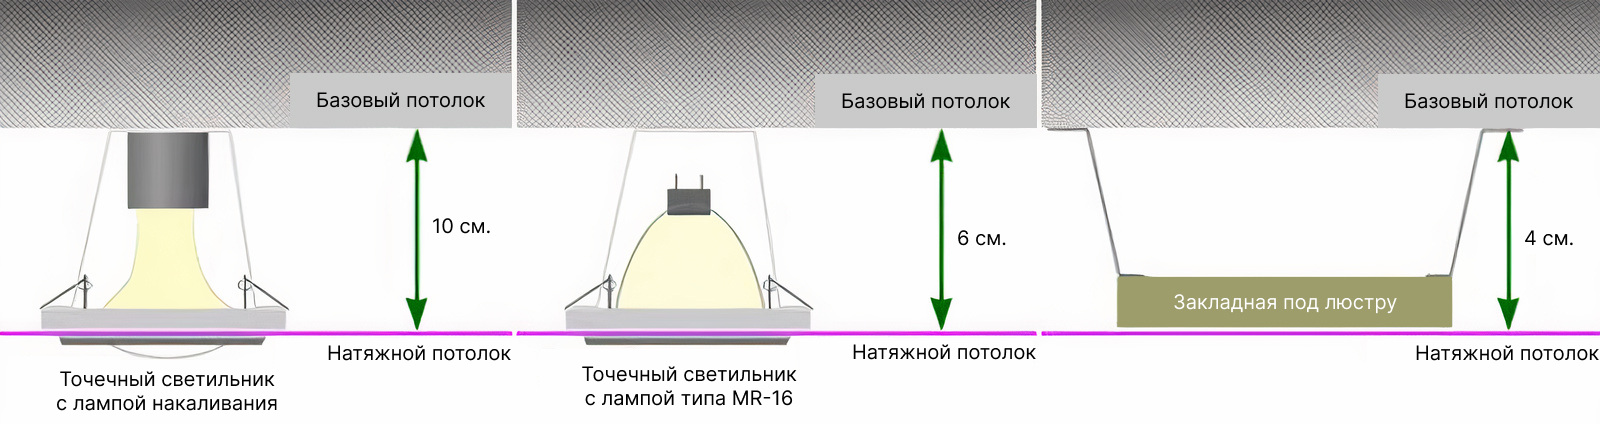 Базовый потолок
10 см.
Натяжной потолок
Точечный светильник
с лампой накаливания
Базовый потолок
6 см.
Натяжной потолок
Точечный светильник
с лампой типа MR-16
Базовый потолок
4 см.
Закладная под люстру
Натяжной потолок